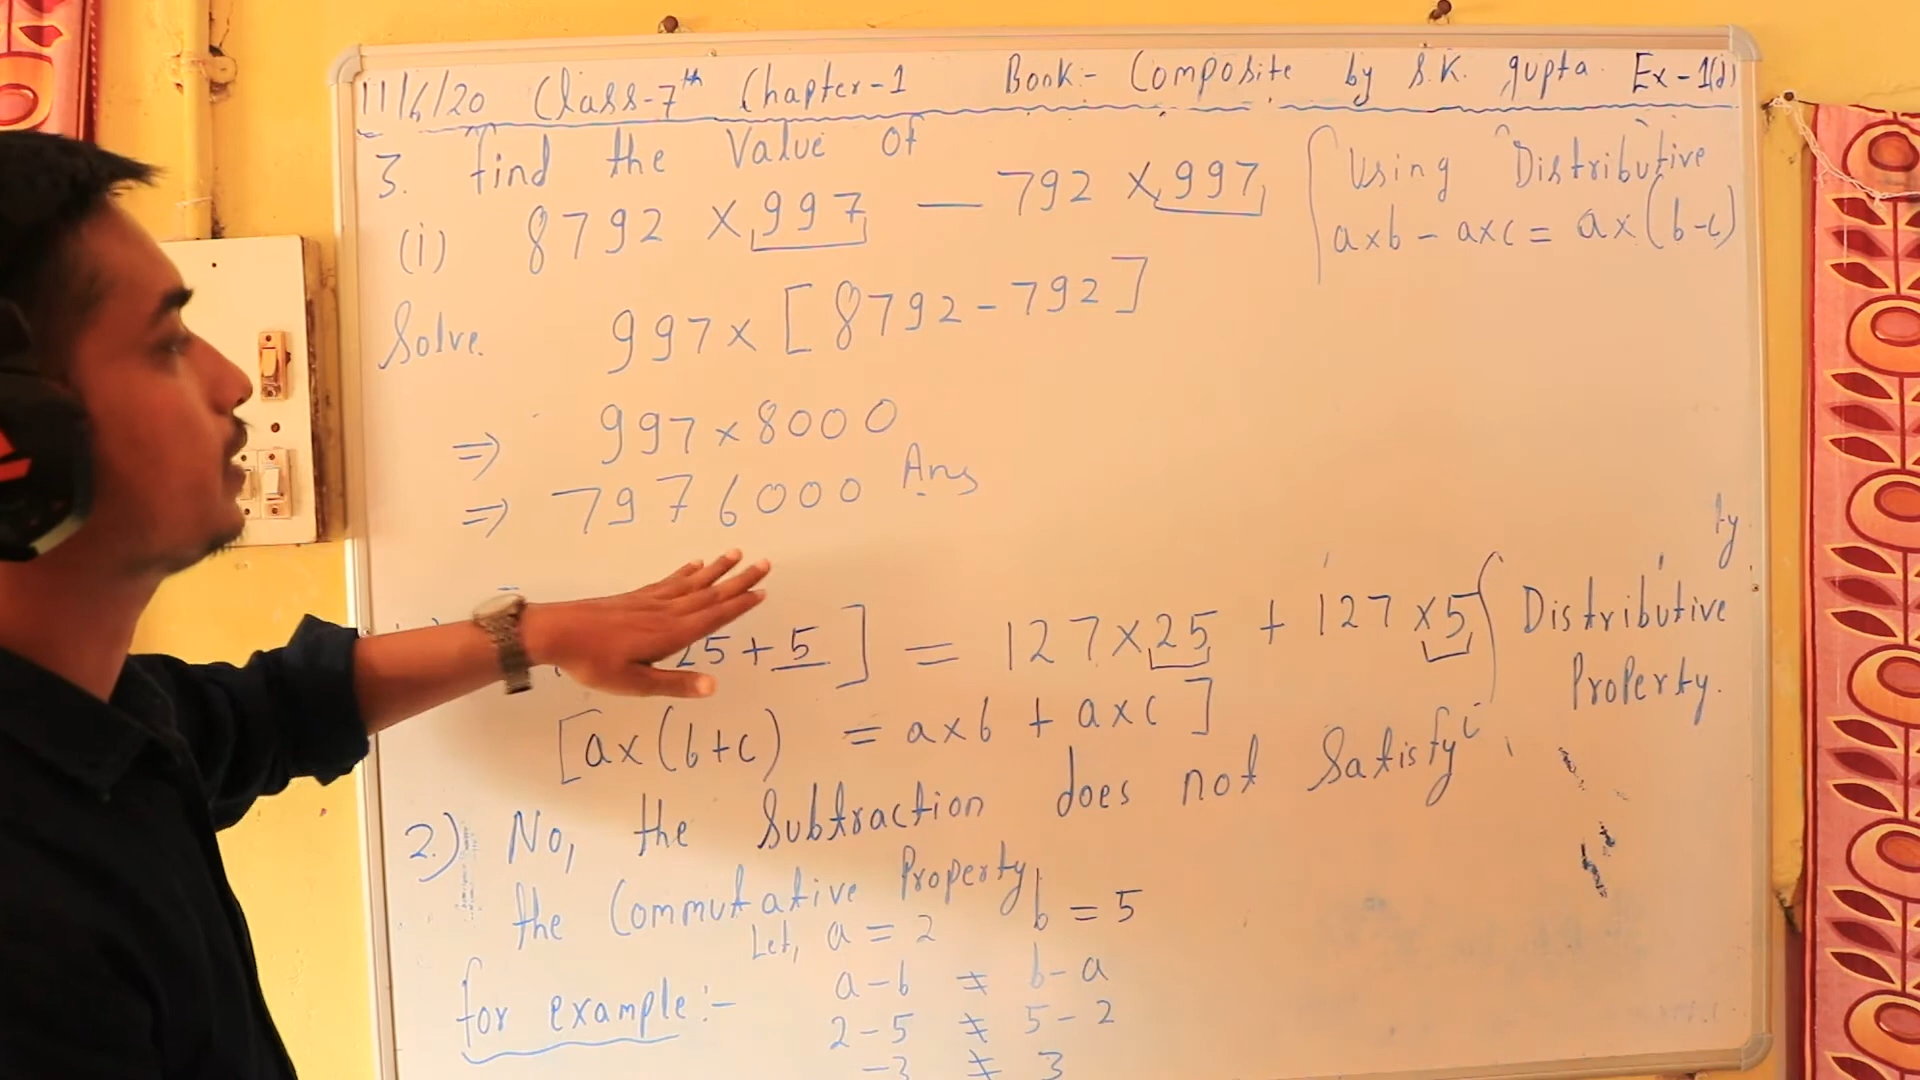 11/6/20 Class-7th Chapter-1 Book:- Composite by S.K. gupta Ex-1(d)
3. find the Value of
(i) 8792 × 997 — 792 × 997
Using Distributive
a×b - a×c = a×(b-c)
Solve. 997 × [8792 - 792]
⇒ 997 × 8000
⇒ 7976000 Ans
25 + 5] = 127 × 25 + 127 × 5
by
Distributive
Property.
[a×(b+c) = a×b + a×c]
2.) No, the Subtraction does not Satisfy
the Commutative Property
Let, a = 2 b = 5
for example:- a-b ≠ b-a
2-5 ≠ 5-2
-3 ≠ 3